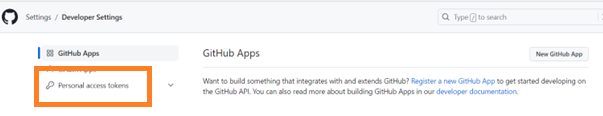 Settings / Developer Settings
Type / to search
GitHub Apps
Personal access tokens
GitHub Apps
New GitHub App
Want to build something that integrates with and extends GitHub? Register a new GitHub App to get started developing on
the GitHub API. You can also read more about building GitHub Apps in our developer documentation.